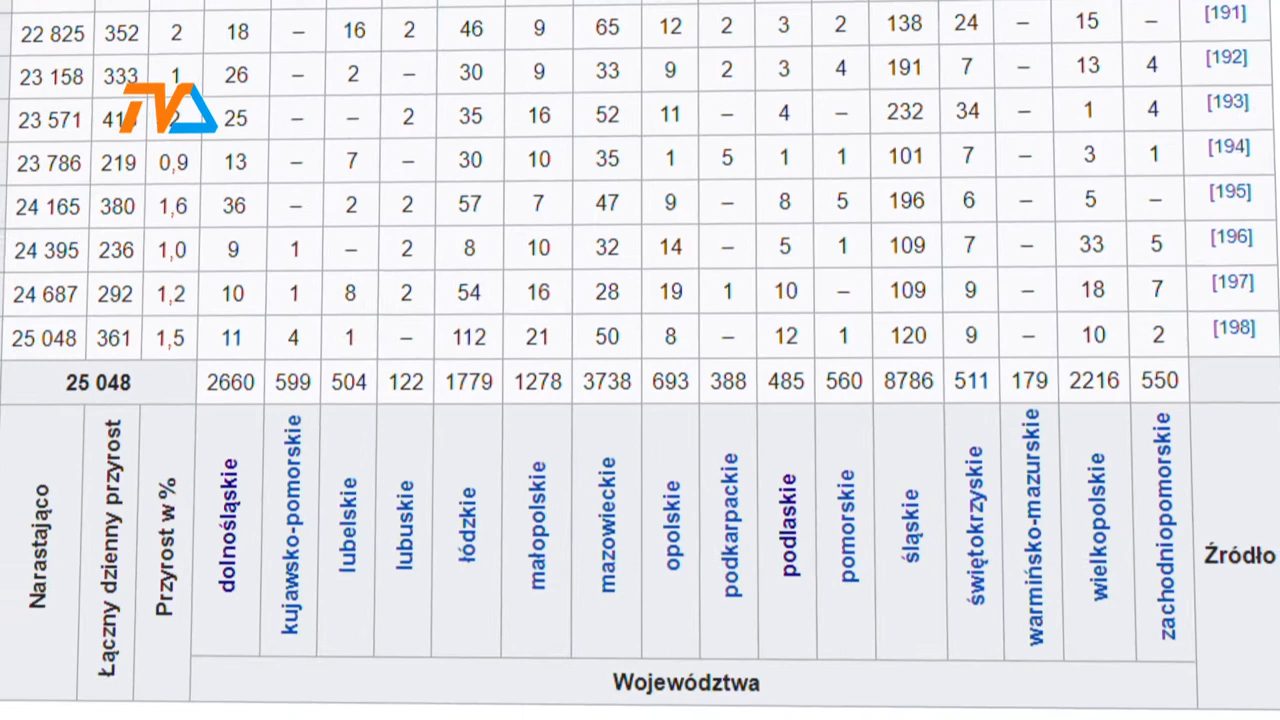 22 825 352 2 18 – 16 2 46 9 65 12 2 3 2 138 24 – 15 – [191]
23 158 333 1 26 – 2 – 30 9 33 9 2 3 4 191 7 – 13 4 [192]
23 571 2 25 – – 2 35 16 52 11 – 4 – 232 34 – 1 4 [193]
23 786 219 0,9 13 – 7 – 30 10 35 1 5 1 1 101 7 – 3 1 [194]
24 165 380 1,6 36 – 2 2 57 7 47 9 – 8 5 196 6 – 5 – [195]
24 395 236 1,0 9 1 – 2 8 10 32 14 – 5 1 109 7 – 33 5 [196]
24 687 292 1,2 10 1 8 2 54 16 28 19 1 10 – 109 9 – 18 7 [197]
25 048 361 1,5 11 4 1 – 112 21 50 8 – 12 1 120 9 – 10 2 [198]
25 048 2660 599 504 122 1779 1278 3738 693 388 485 560 8786 511 179 2216 550
Narastająco
Łączny dzienny przyrost
Przyrost w %
dolnośląskie
kujawsko-pomorskie
lubelskie
lubuskie
łódzkie
małopolskie
mazowieckie
opolskie
podkarpackie
podlaskie
pomorskie
śląskie
świętokrzyskie
warmińsko-mazurskie
wielkopolskie
zachodniopomorskie
Źródło
Województwa